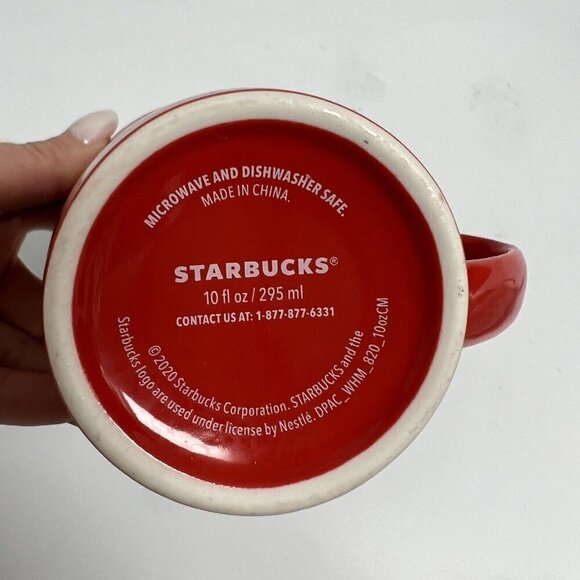 MICROWAVE AND DISHWASHER SAFE.
MADE IN CHINA.
STARBUCKS®
10 fl oz / 295 ml
CONTACT US AT: 1-877-877-6331
©2020 Starbucks Corporation. STARBUCKS and the
Starbucks logo are used under license by Nestlé. DPAC_WHM_820_10ozCM